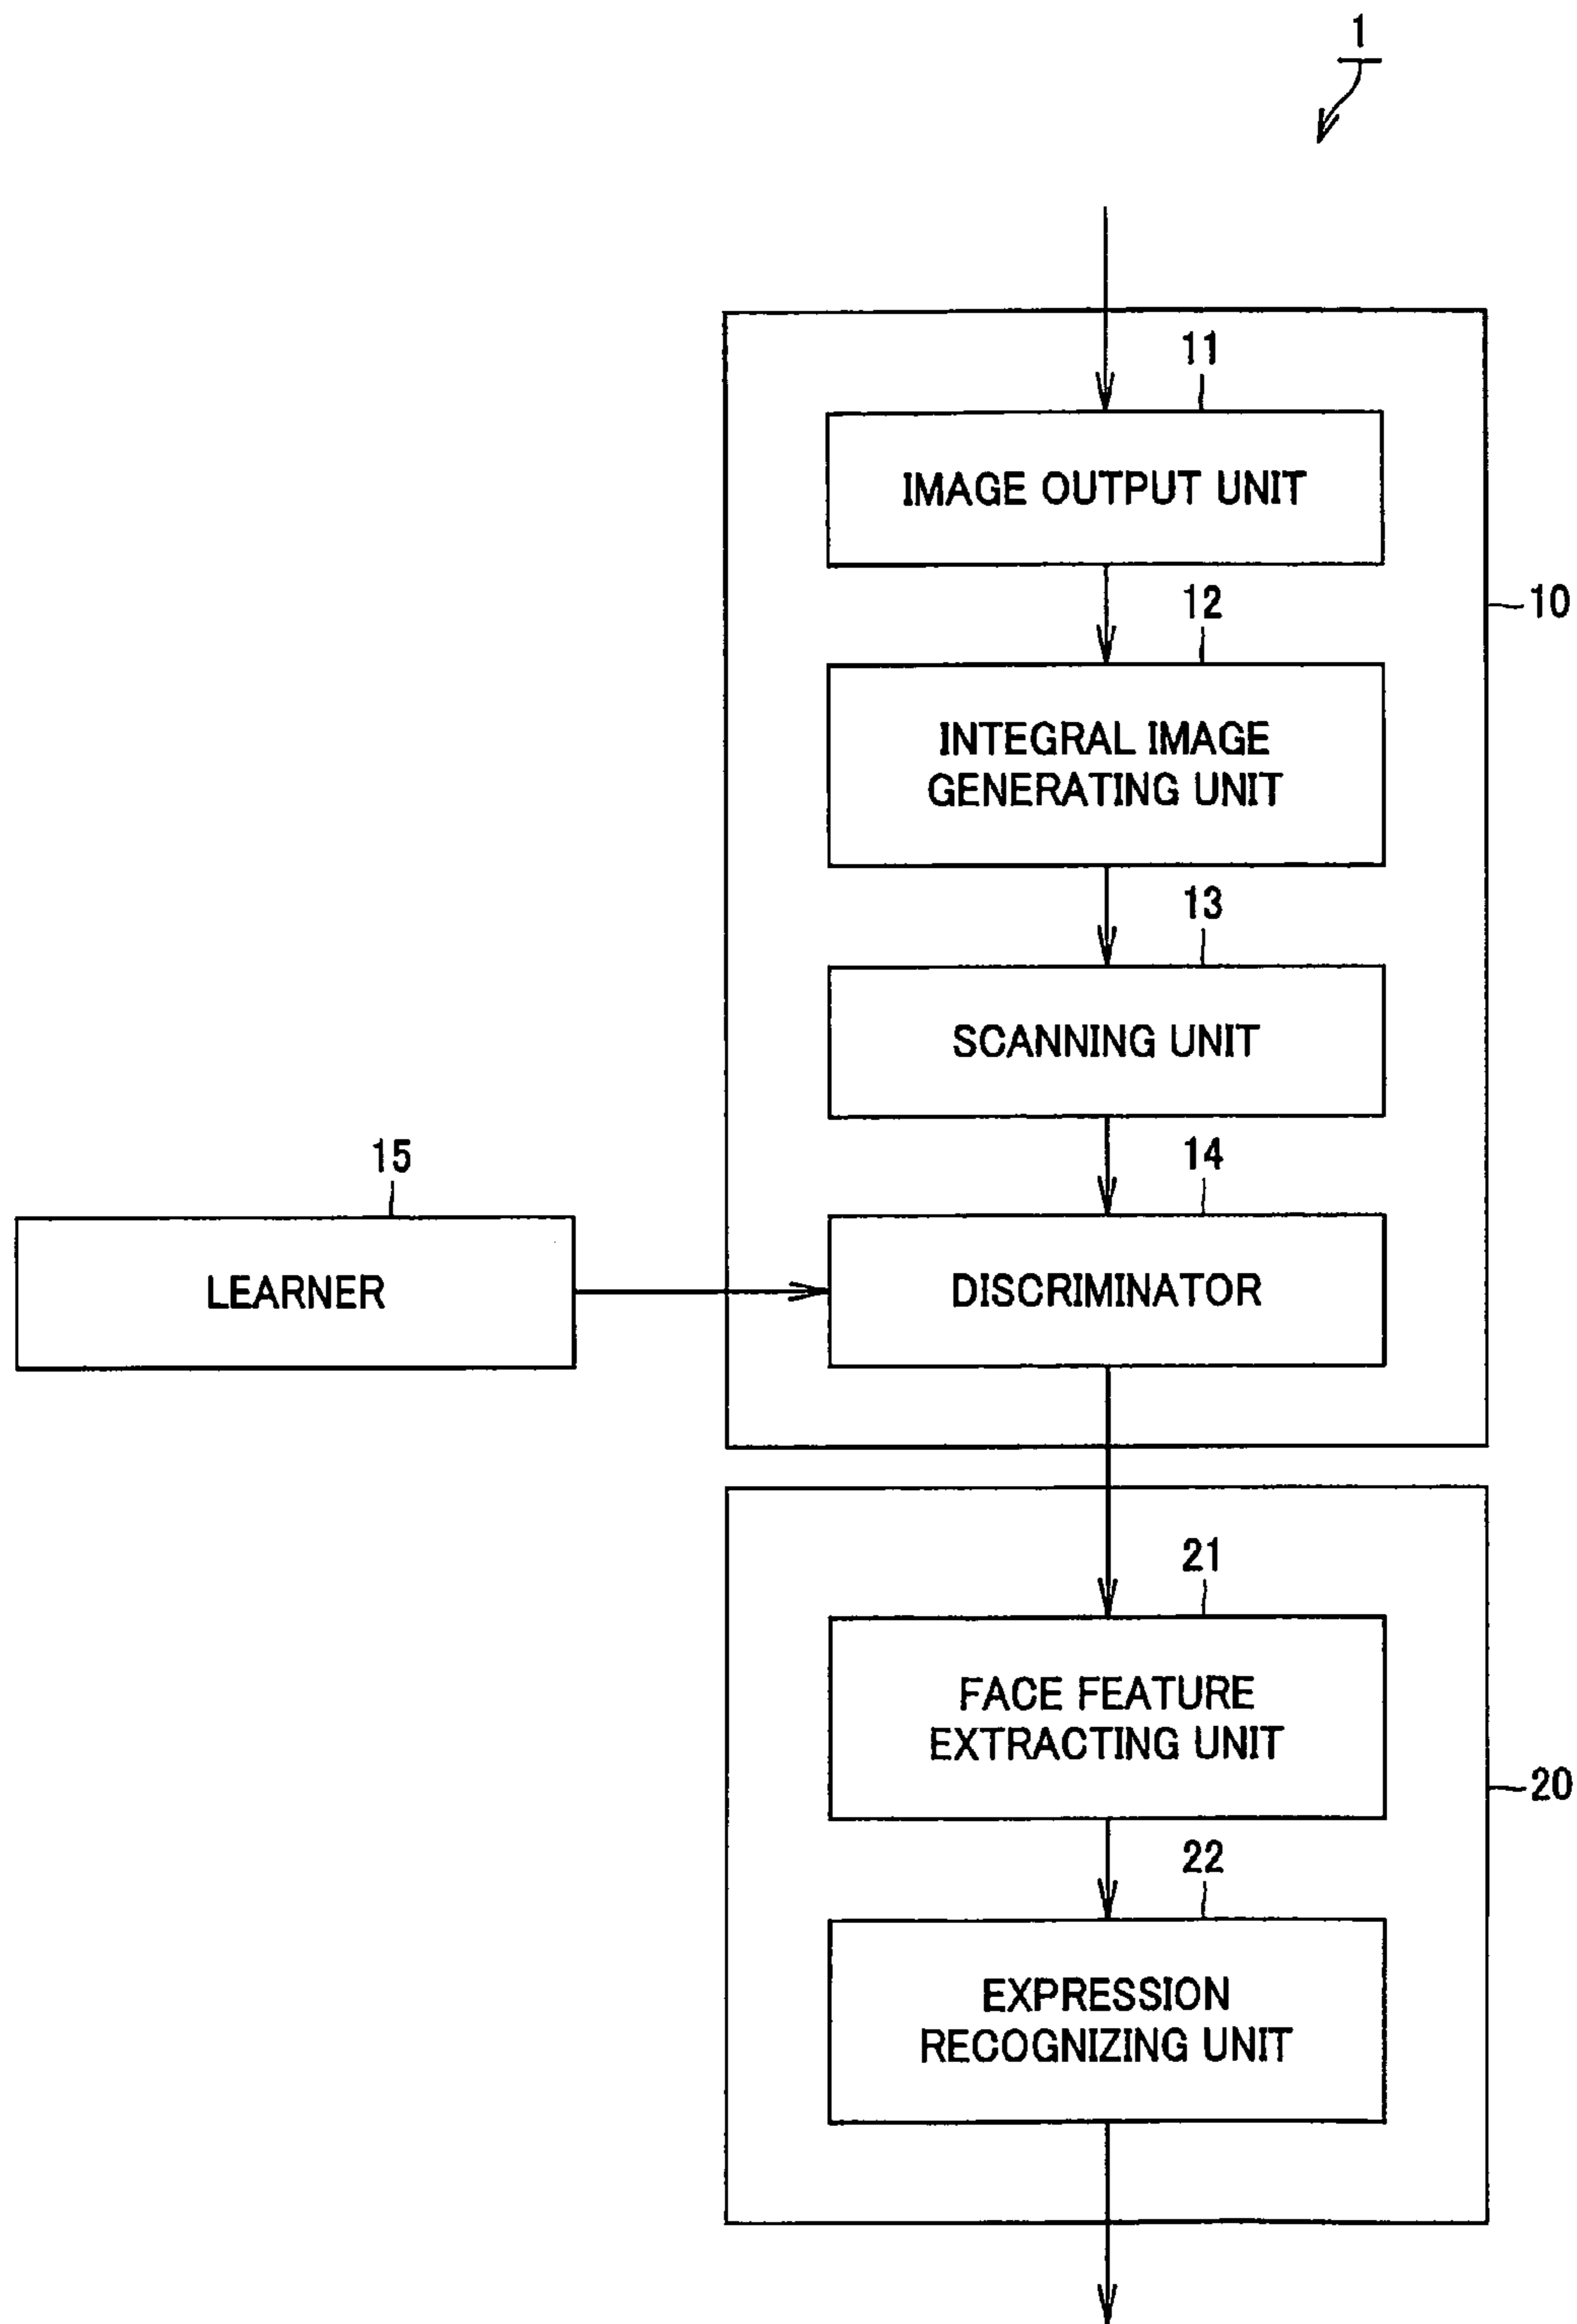 1
11
IMAGE OUTPUT UNIT
10
12
INTEGRAL IMAGE
GENERATING UNIT
13
SCANNING UNIT
15
14
LEARNER
DISCRIMINATOR
21
FACE FEATURE
EXTRACTING UNIT
20
22
EXPRESSION
RECOGNIZING UNIT